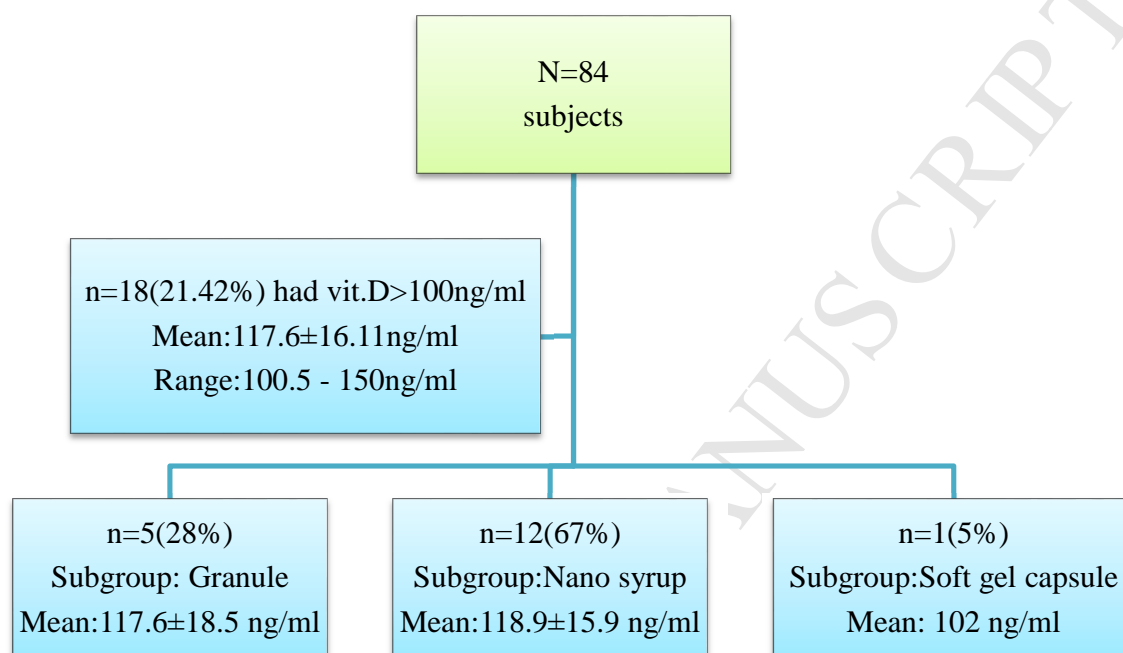 N=84
subjects
n=18(21.42%) had vit.D>100ng/ml
Mean:117.6±16.11ng/ml
Range:100.5 - 150ng/ml
n=5(28%)
Subgroup: Granule
Mean:117.6±18.5 ng/ml
n=12(67%)
Subgroup:Nano syrup
Mean:118.9±15.9 ng/ml
n=1(5%)
Subgroup:Soft gel capsule
Mean: 102 ng/ml
ANUSCRIPT